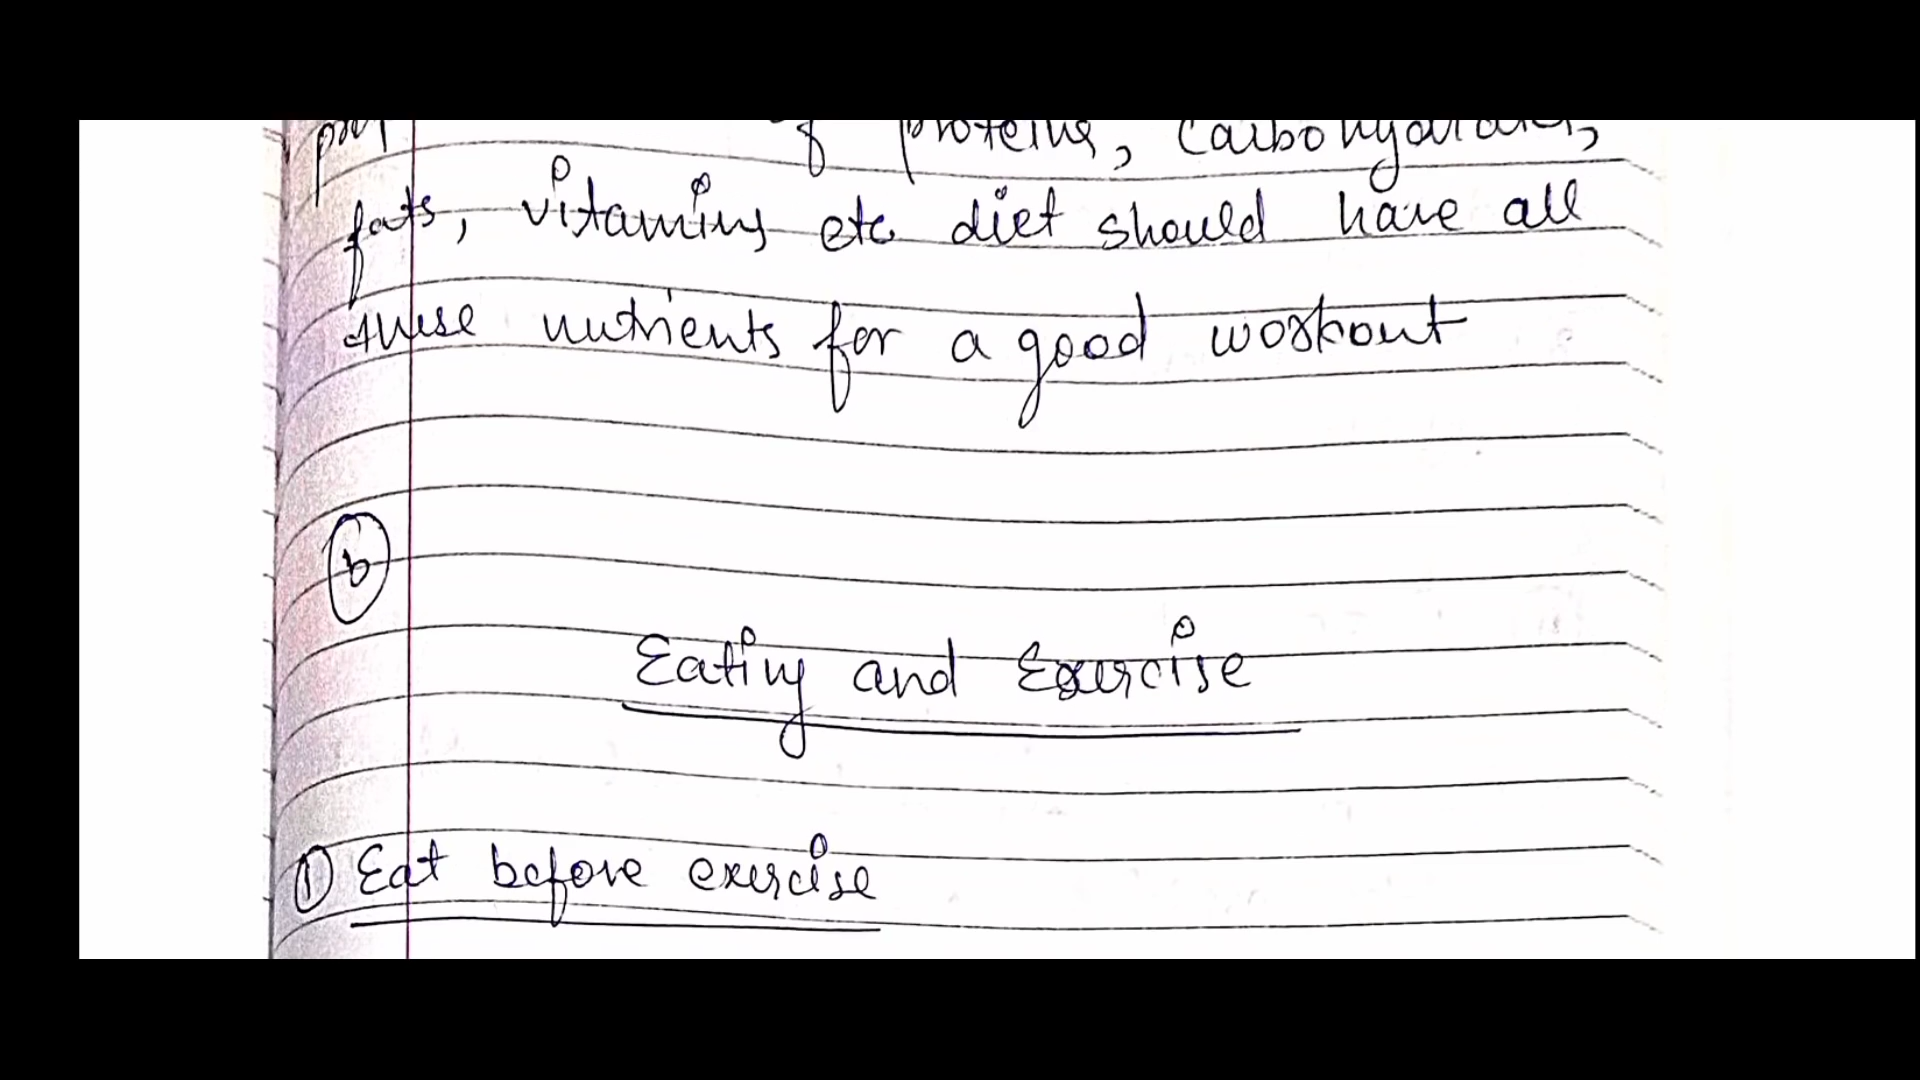 of proteins, carbohydrates,
fats, vitamins etc. diet should have all
these nutrients for a good workout
b
Eating and Exercise
1 Eat before exercise